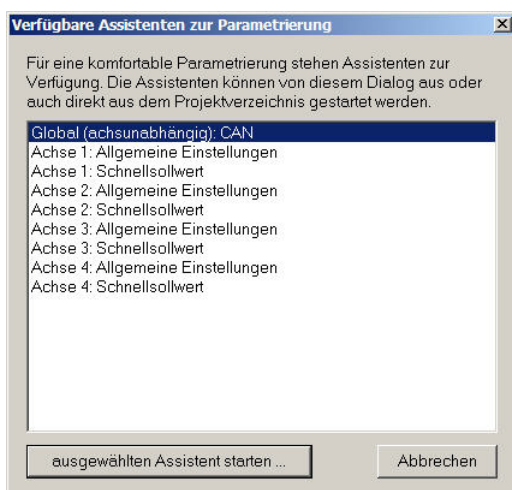 Verfügbare Assistenten zur Parametrierung
Für eine komfortable Parametrierung stehen Assistenten zur
Verfügung. Die Assistenten können von diesem Dialog aus oder
auch direkt aus dem Projektverzeichnis gestartet werden.
Global (achsunabhängig): CAN
Achse 1: Allgemeine Einstellungen
Achse 1: Schnellsollwert
Achse 2: Allgemeine Einstellungen
Achse 2: Schnellsollwert
Achse 3: Allgemeine Einstellungen
Achse 3: Schnellsollwert
Achse 4: Allgemeine Einstellungen
Achse 4: Schnellsollwert
ausgewählten Assistent starten ... Abbrechen